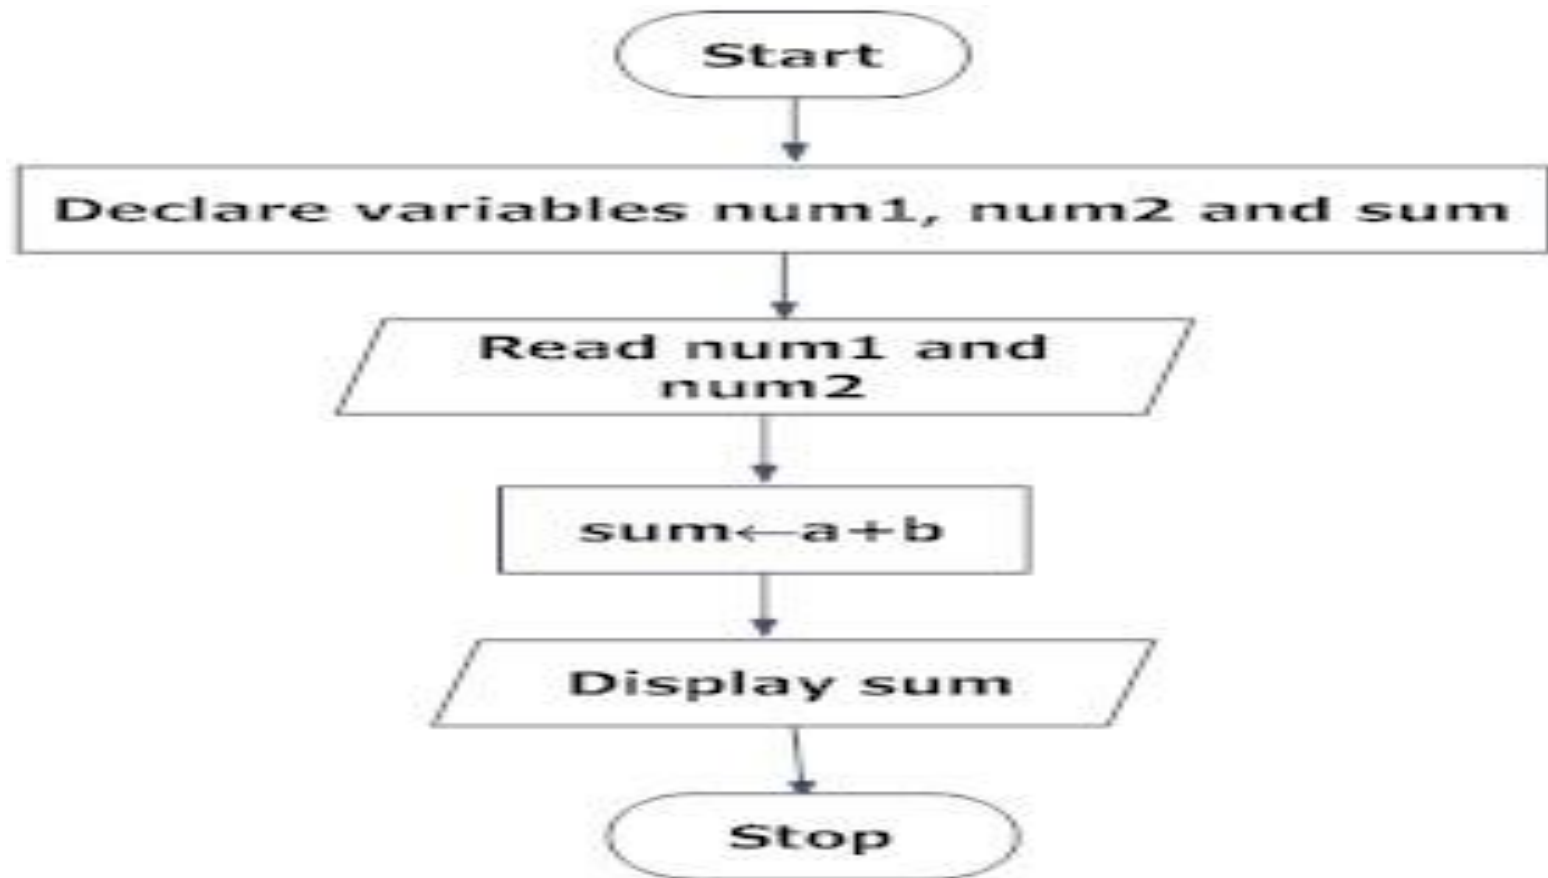 Start
Declare variables num1, num2 and sum
Read num1 and
num2
sum←a+b
Display sum
Stop